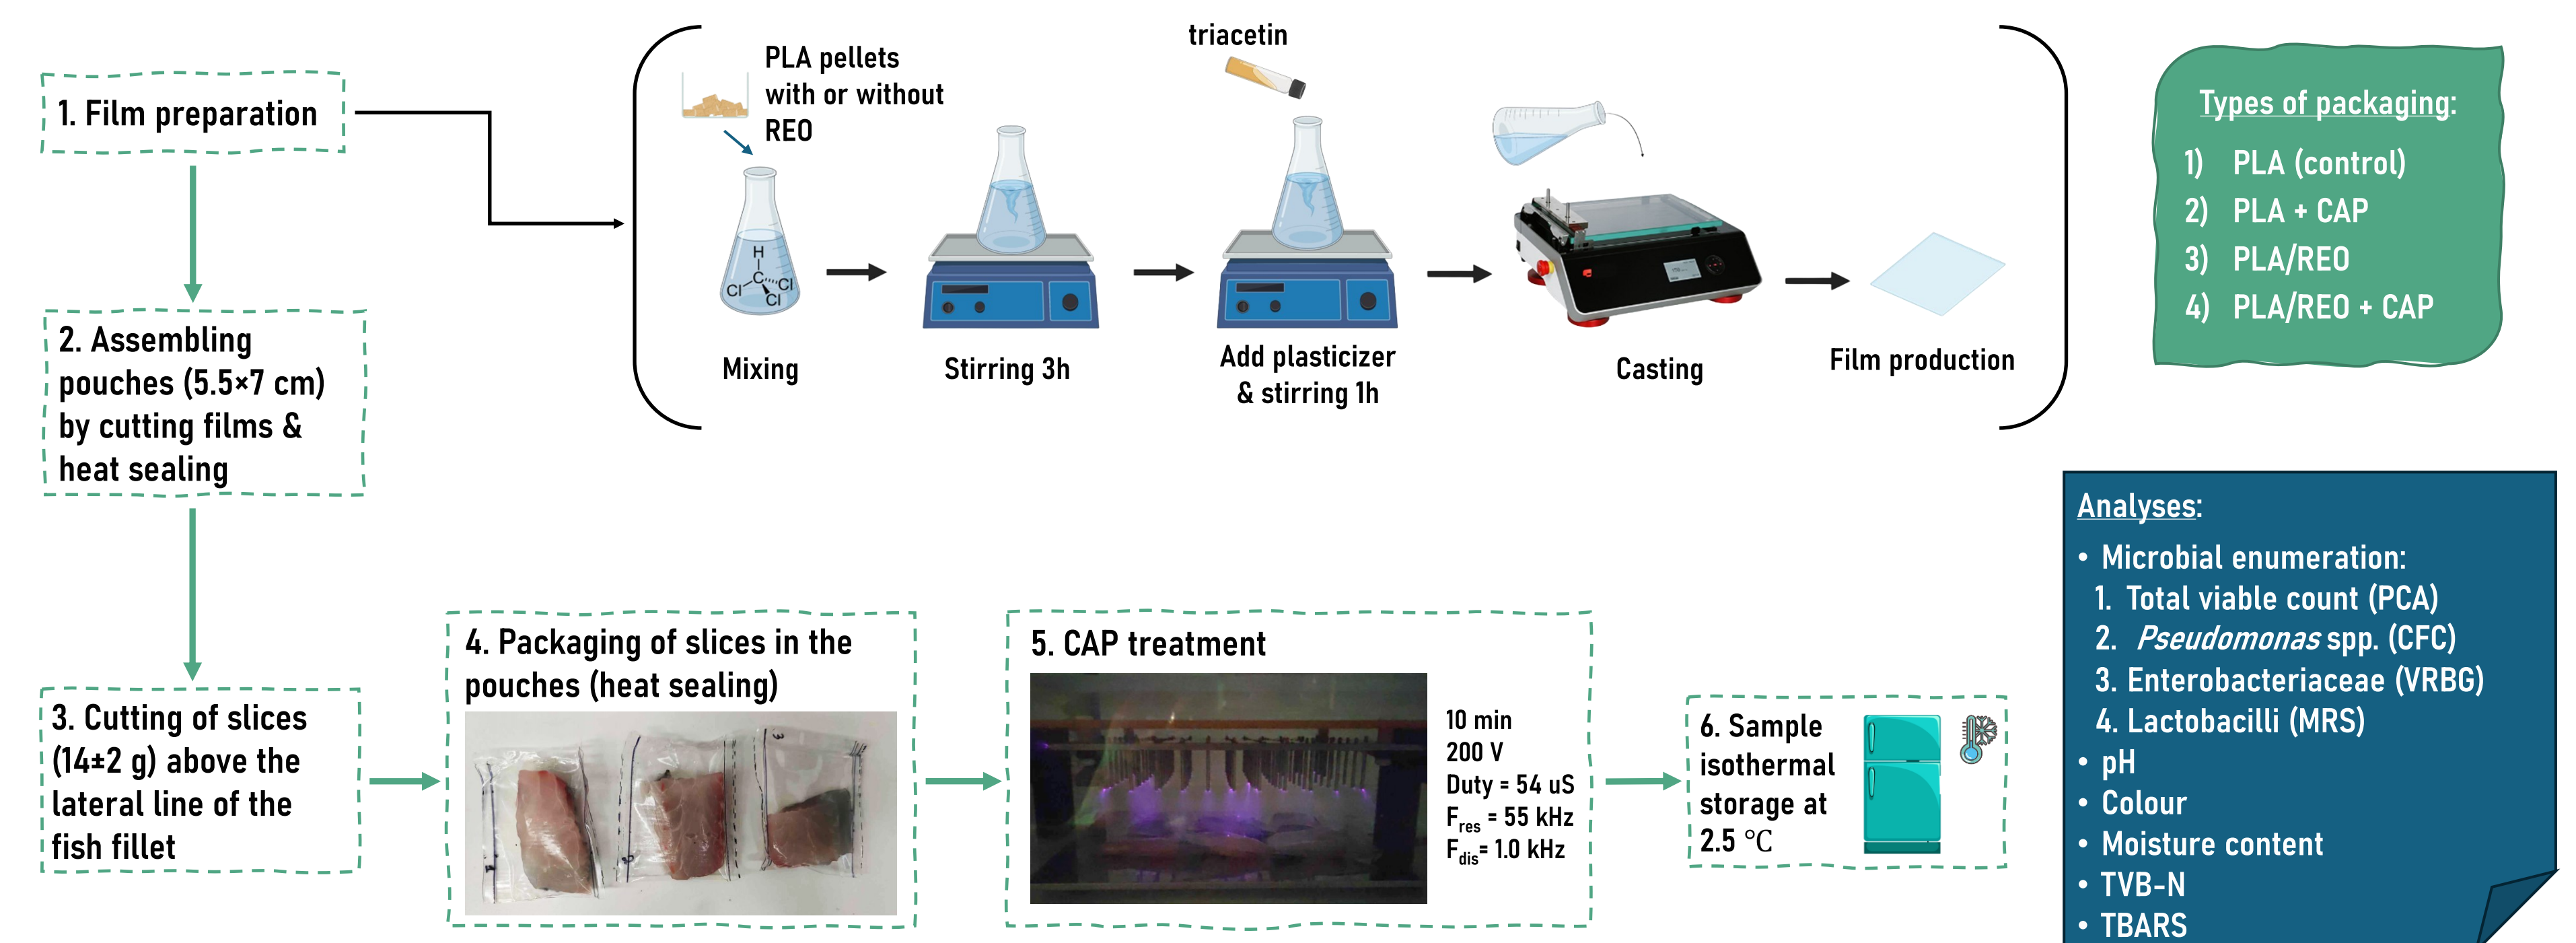 1. Film preparation
PLA pellets
with or without
REO
H
C
Cl
Cl
Cl
Mixing
Stirring 3h
triacetin
Add plasticizer
& stirring 1h
Casting
Film production
Types of packaging:
1) PLA (control)
2) PLA + CAP
3) PLA/REO
4) PLA/REO + CAP
2. Assembling
pouches (5.5×7 cm)
by cutting films &
heat sealing
3. Cutting of slices
(14±2 g) above the
lateral line of the
fish fillet
4. Packaging of slices in the
pouches (heat sealing)
5. CAP treatment
10 min
200 V
Duty = 54 uS
Fres = 55 kHz
Fdis= 1.0 kHz
6. Sample
isothermal
storage at
2.5 °C
Analyses:
• Microbial enumeration:
1. Total viable count (PCA)
2. Pseudomonas spp. (CFC)
3. Enterobacteriaceae (VRBG)
4. Lactobacilli (MRS)
• pH
• Colour
• Moisture content
• TVB-N
• TBARS